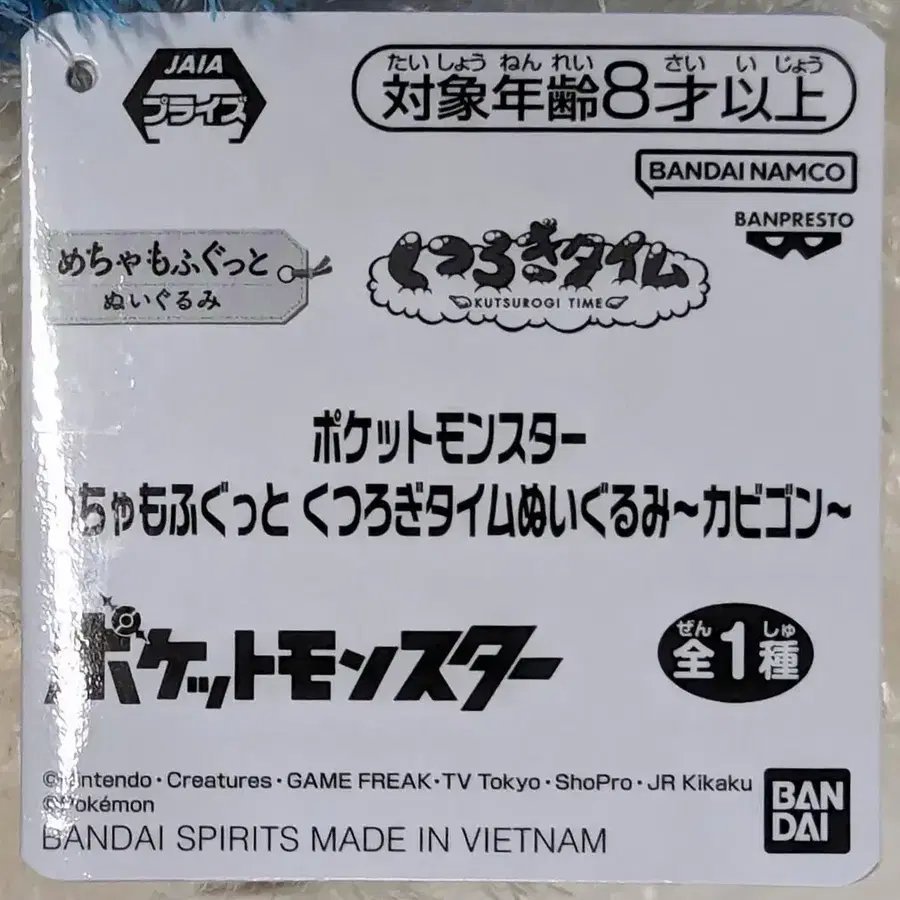 JAIA
プライズ
たいしょうねんれい さいいじょう
対象年齢8才以上
BANDAI NAMCO
BANPRESTO
めちゃもふぐっと
ぬいぐるみ
くつろぎタイム
KUTSUROGI TIME
ポケットモンスター
ちゃもふぐっと くつろぎタイムぬいぐるみ~カビゴン~
ポケットモンスター
ぜん しゅ
全1種
©Nintendo・Creatures・GAME FREAK・TV Tokyo・ShoPro・JR Kikaku
©Pokémon
BANDAI SPIRITS MADE IN VIETNAM
BAN
DAI